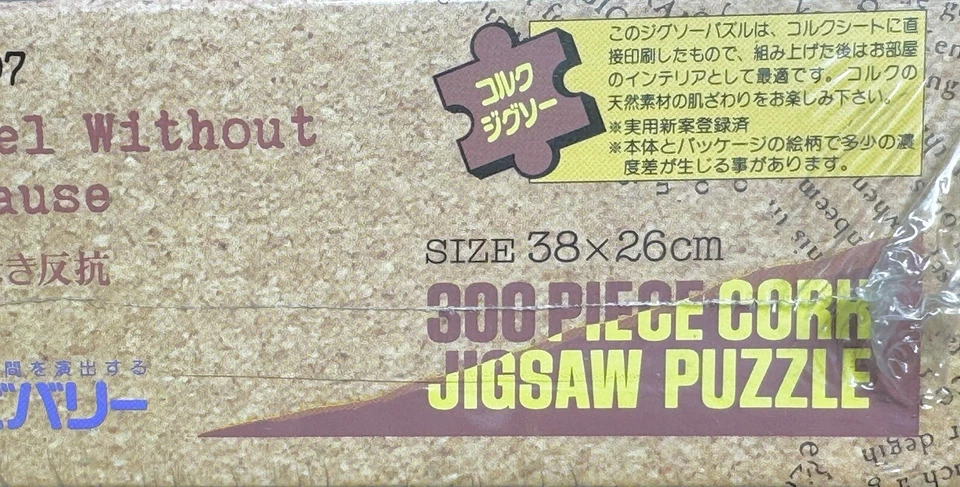 07
el Without
ause
き反抗
間を演出する
ビバリー
コルク
ジグソー
このジグソーパズルは、コルクシートに直
接印刷したもので、組み上げた後はお部屋
のインテリアとして最適です。コルクの
天然素材の肌ざわりをお楽しみ下さい。
※実用新案登録済
※本体とパッケージの絵柄で多少の濃
度差が生じる事があります。
SIZE 38×26cm
300 PIECE CORK
JIGSAW PUZZLE